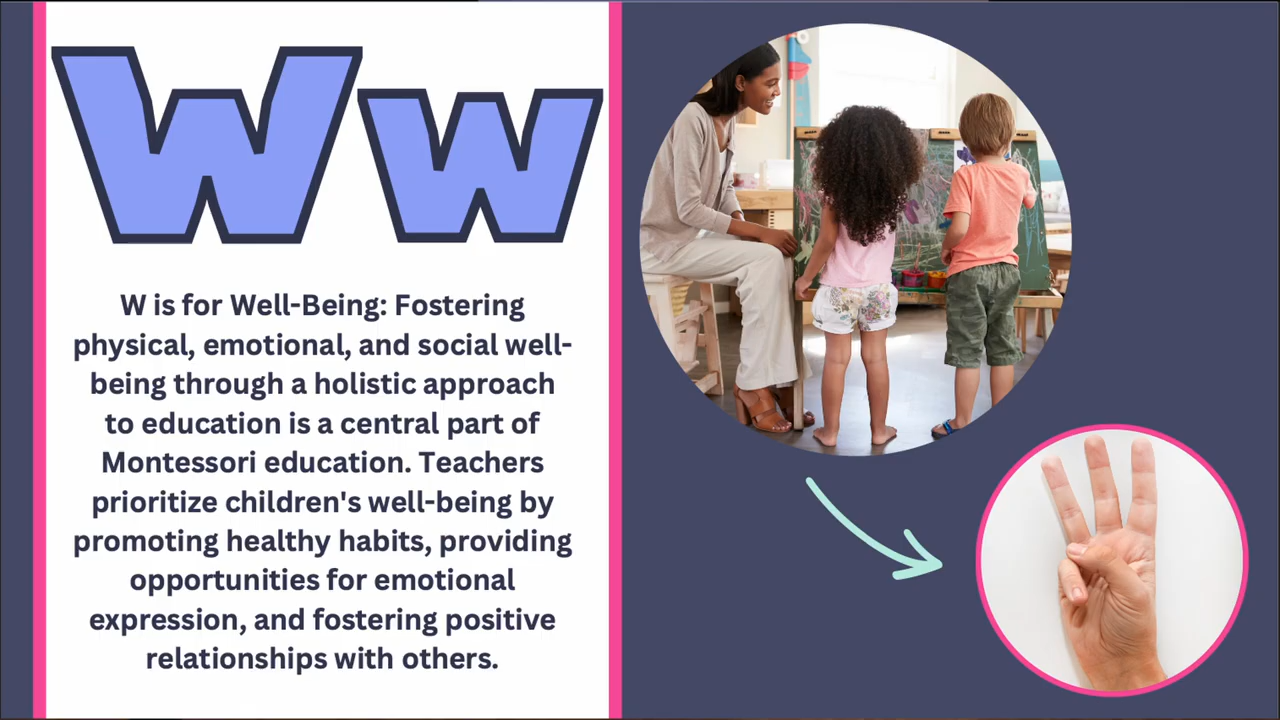 Ww
W is for Well-Being: Fostering
physical, emotional, and social well-
being through a holistic approach
to education is a central part of
Montessori education. Teachers
prioritize children's well-being by
promoting healthy habits, providing
opportunities for emotional
expression, and fostering positive
relationships with others.